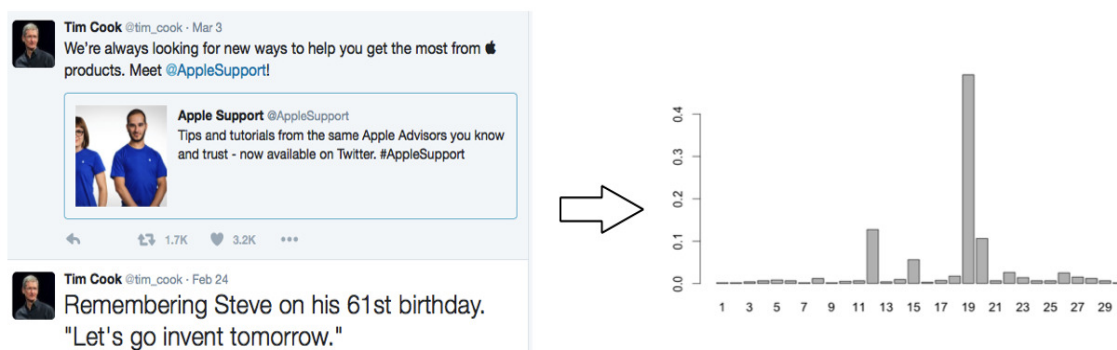 Tim Cook @tim_cook · Mar 3
We're always looking for new ways to help you get the most from 
products. Meet @AppleSupport!
Apple Support @AppleSupport
Tips and tutorials from the same Apple Advisors you know
and trust - now available on Twitter. #AppleSupport
1.7K 3.2K
Tim Cook @tim_cook · Feb 24
Remembering Steve on his 61st birthday.
"Let's go invent tomorrow."
0.4
0.3
0.2
0.1
0.0
1 3 5 7 9 11 13 15 17 19 21 23 25 27 29